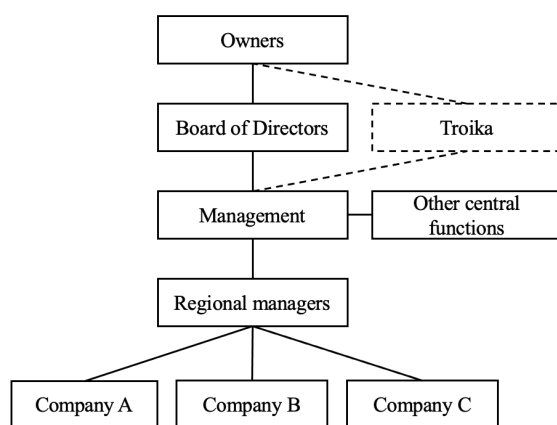 Owners
Board of Directors
Troika
Management
Other central
functions
Regional managers
Company A
Company B
Company C